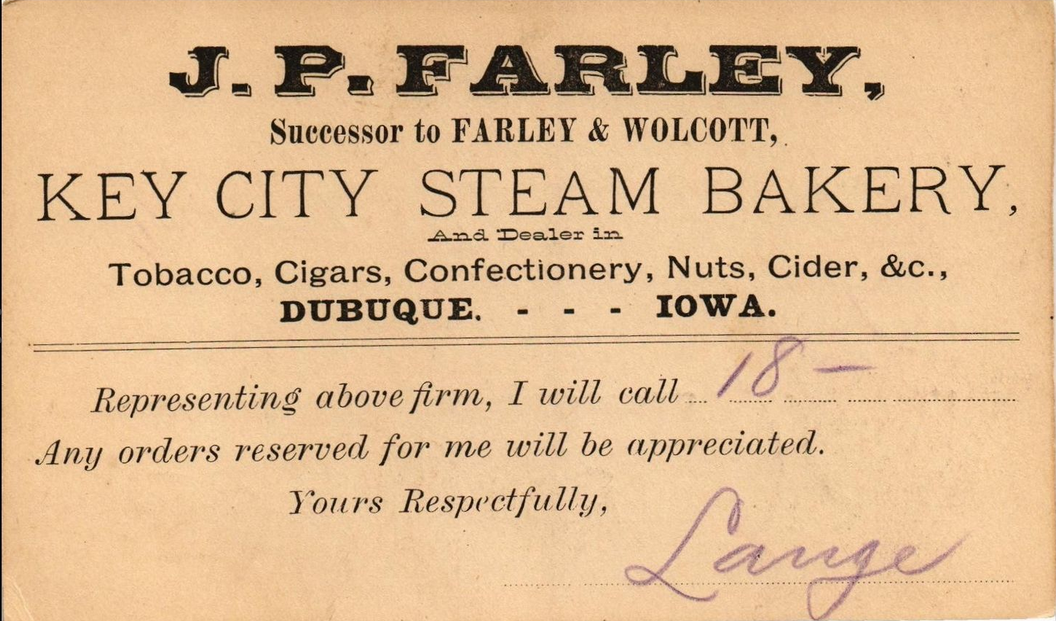 J. P. FARLEY,
Successor to FARLEY & WOLCOTT,
KEY CITY STEAM BAKERY,
And Dealer in
Tobacco, Cigars, Confectionery, Nuts, Cider, &c.,
DUBUQUE. - - - IOWA.
Representing above firm, I will call 18 —
Any orders reserved for me will be appreciated.
Yours Respectfully,
Lange